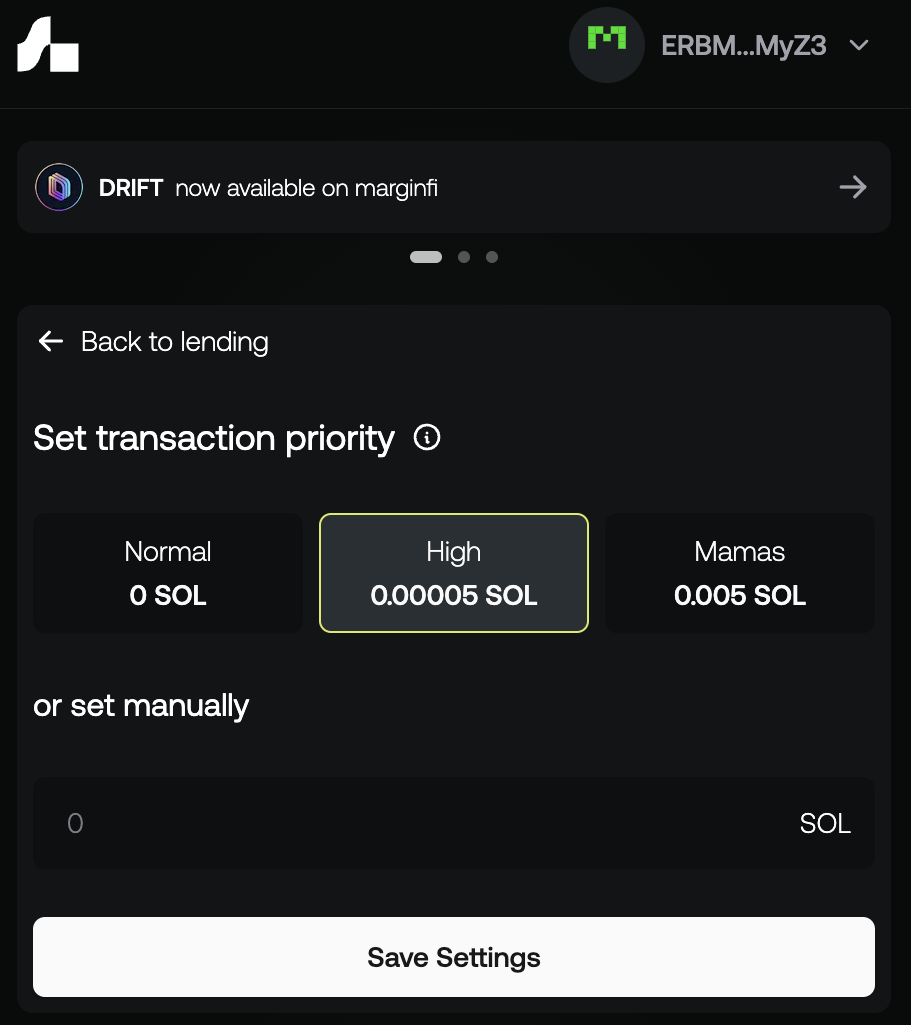 ERBM...MyZ3
DRIFT now available on marginfi
Back to lending
Set transaction priority
Normal
0 SOL
High
0.00005 SOL
Mamas
0.005 SOL
or set manually
0 SOL
Save Settings